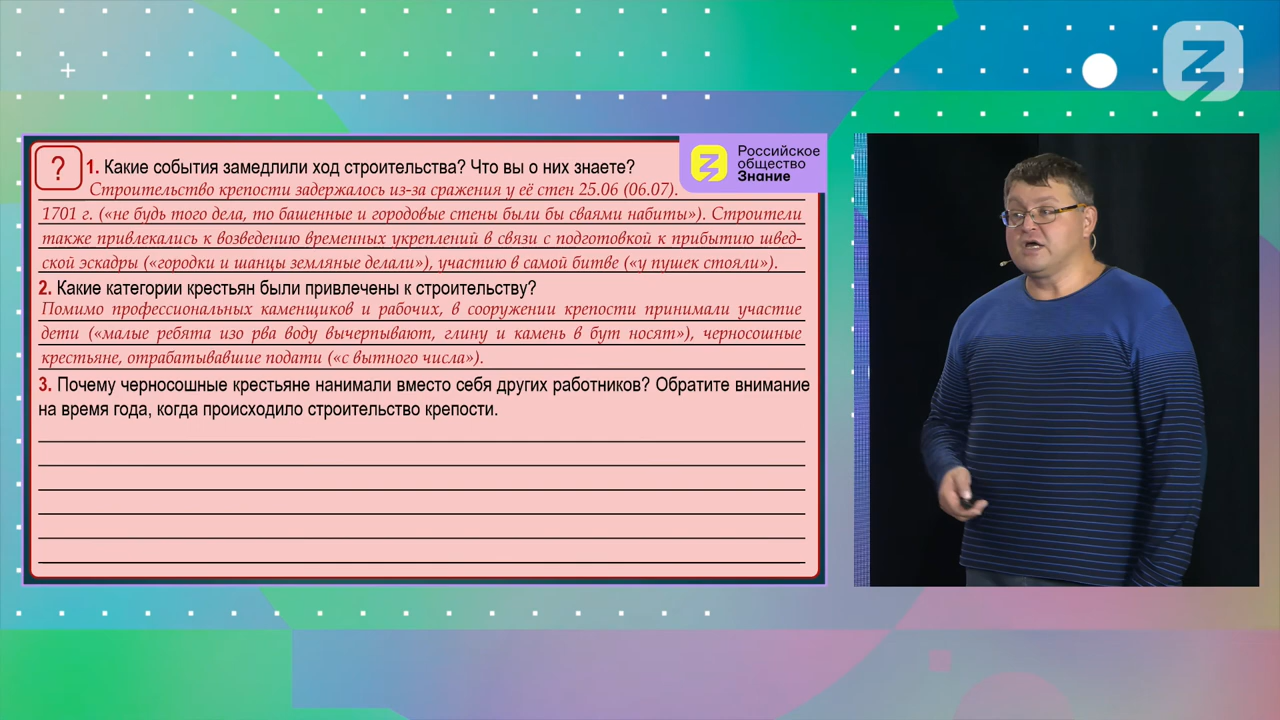 Российское
общество
Знание
? 1. Какие события замедлили ход строительства? Что вы о них знаете?
Строительство крепости задержалось из-за сражения у её стен 25.06 (06.07).
1701 г. («не будь того дела, то башенные и городовые стены были бы сваями набиты»). Строители
также привлекались к возведению временных укреплений в связи с подготовкой к прибытию швед-
ской эскадры («городки и шанцы земляные делали»), участию в самой битве («у пушек стояли»).
2. Какие категории крестьян были привлечены к строительству?
Помимо профессиональных каменщиков и рабочих, в сооружении крепости принимали участие
дети («малые ребята изо рва воду вычерпывают, глину и камень в бут носят»), черносошные
крестьяне, отрабатывавшие подати («с вытного числа»).
3. Почему черносошные крестьяне нанимали вместо себя других работников? Обратите внимание
на время года, когда происходило строительство крепости.